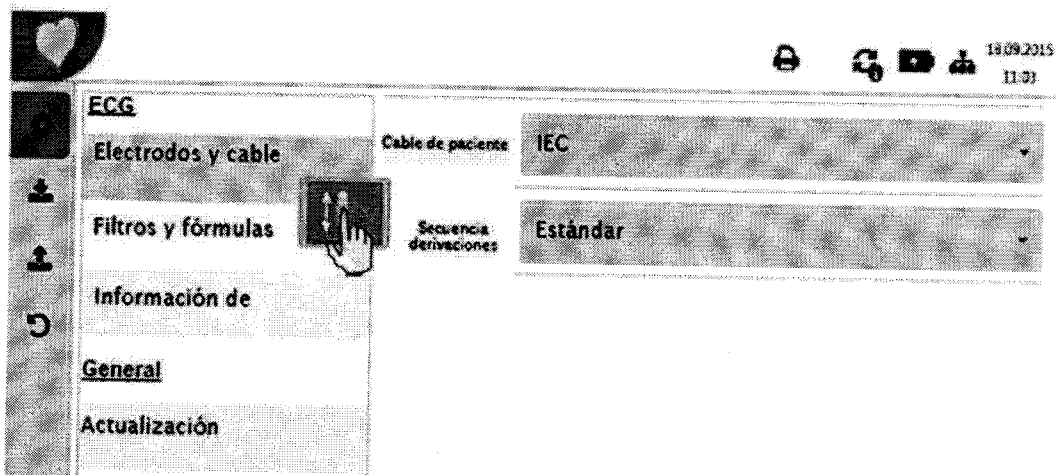 18.09.2015
11:03
ECG
Electrodos y cable
Cable de paciente
IEC
Filtros y fórmulas
Secuencia
derivaciones
Estándar
Información de
General
Actualización